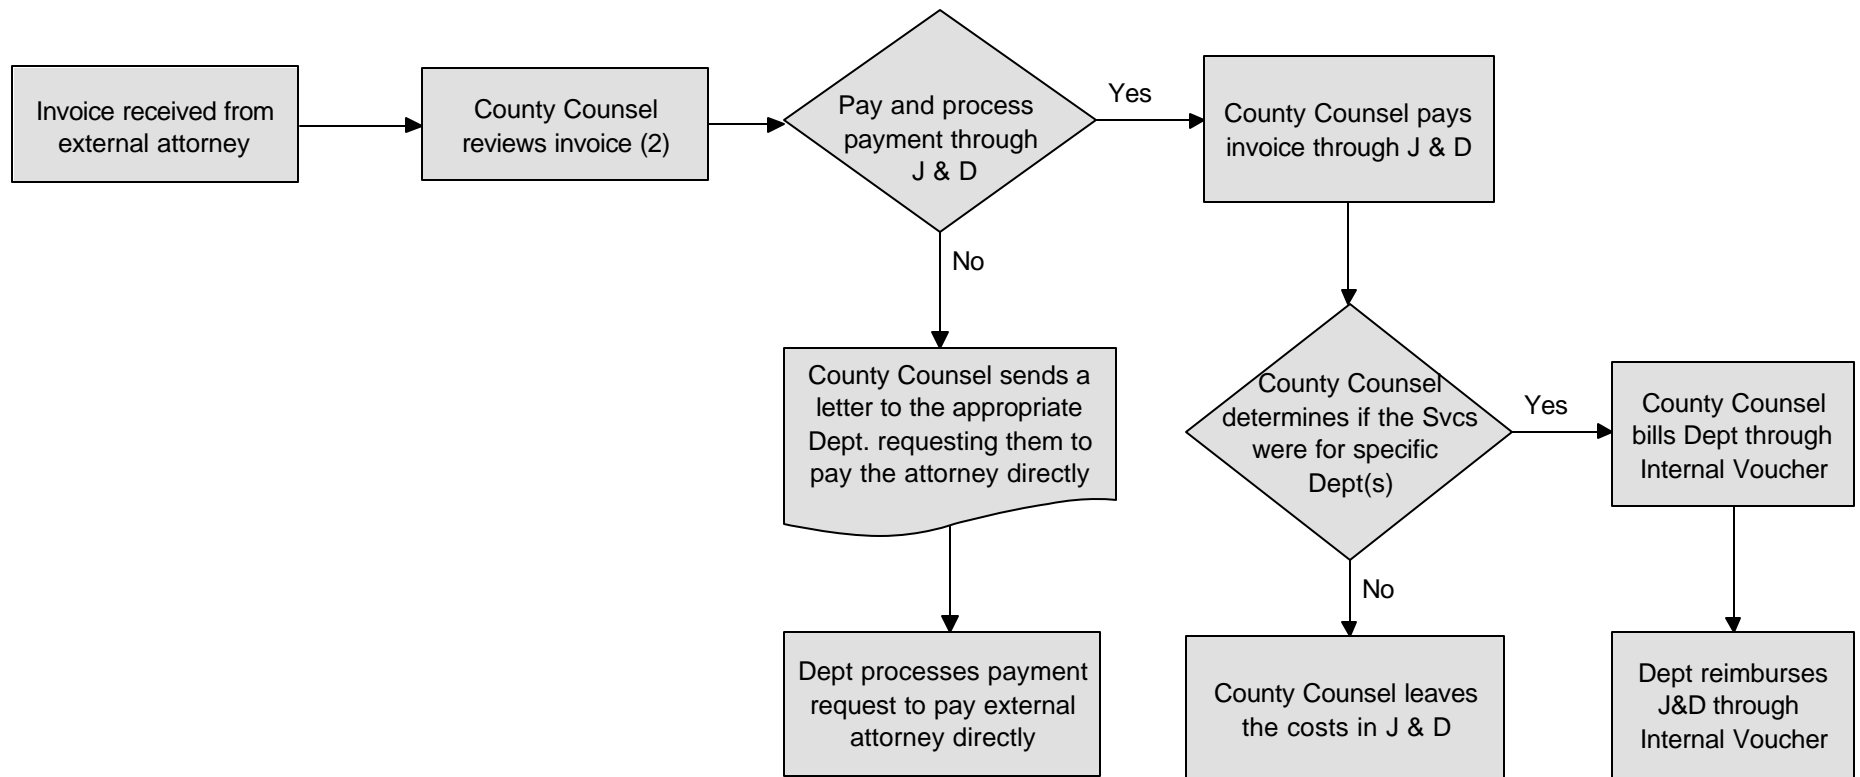 Invoice received from
external attorney
County Counsel
reviews invoice (2)
Pay and process
payment through
J & D
Yes
County Counsel pays
invoice through J & D
No
County Counsel sends a
letter to the appropriate
Dept. requesting them to
pay the attorney directly
County Counsel
determines if the Svcs
were for specific
Dept(s)
Yes
County Counsel
bills Dept through
Internal Voucher
No
Dept processes payment
request to pay external
attorney directly
County Counsel leaves
the costs in J & D
Dept reimburses
J&D through
Internal Voucher